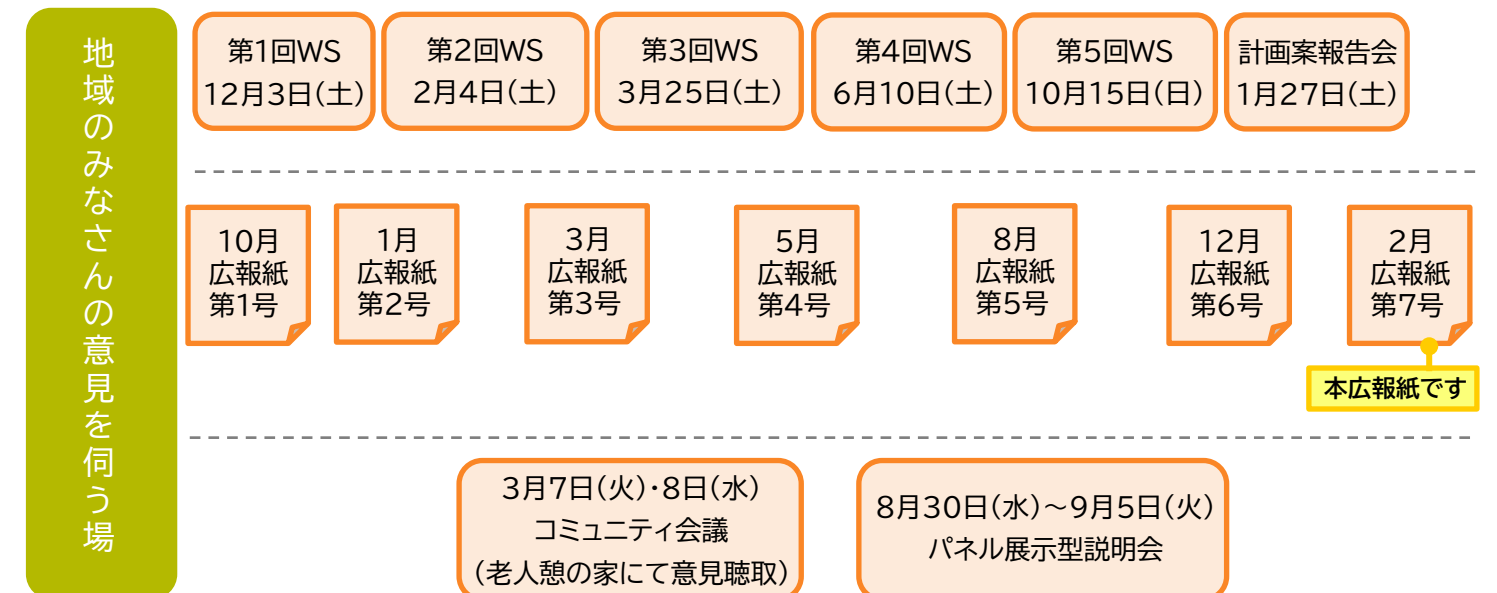 地域のみなさんの意見を伺う場
第1回WS
12月3日(土)
第2回WS
2月4日(土)
第3回WS
3月25日(土)
第4回WS
6月10日(土)
第5回WS
10月15日(日)
計画案報告会
1月27日(土)
10月
広報紙
第1号
1月
広報紙
第2号
3月
広報紙
第3号
5月
広報紙
第4号
8月
広報紙
第5号
12月
広報紙
第6号
2月
広報紙
第7号
本広報紙です
3月7日(火)・8日(水)
コミュニティ会議
(老人憩の家にて意見聴取)
8月30日(水)～9月5日(火)
パネル展示型説明会